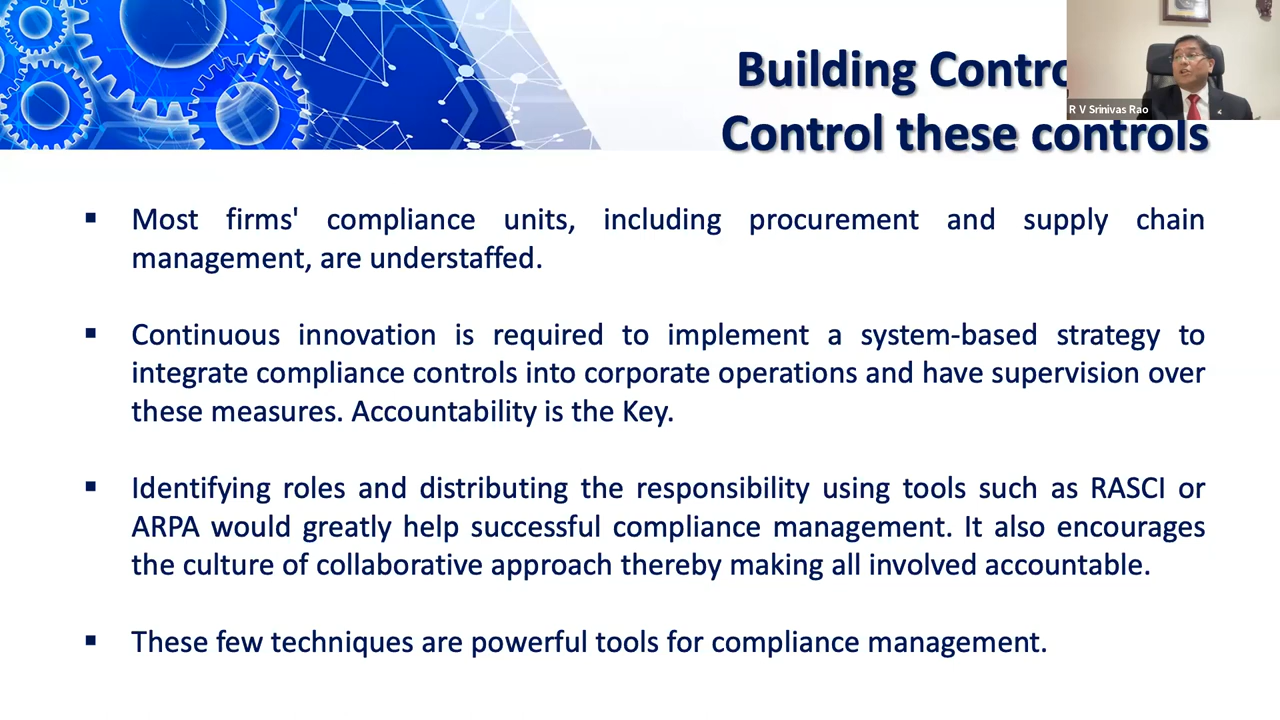 Building
Control these controls
R V Srinivas Rao
▪ Most firms' compliance units, including procurement and supply chain
management, are understaffed.
▪ Continuous innovation is required to implement a system-based strategy to
integrate compliance controls into corporate operations and have supervision over
these measures. Accountability is the Key.
▪ Identifying roles and distributing the responsibility using tools such as RASCI or
ARPA would greatly help successful compliance management. It also encourages
the culture of collaborative approach thereby making all involved accountable.
▪ These few techniques are powerful tools for compliance management.